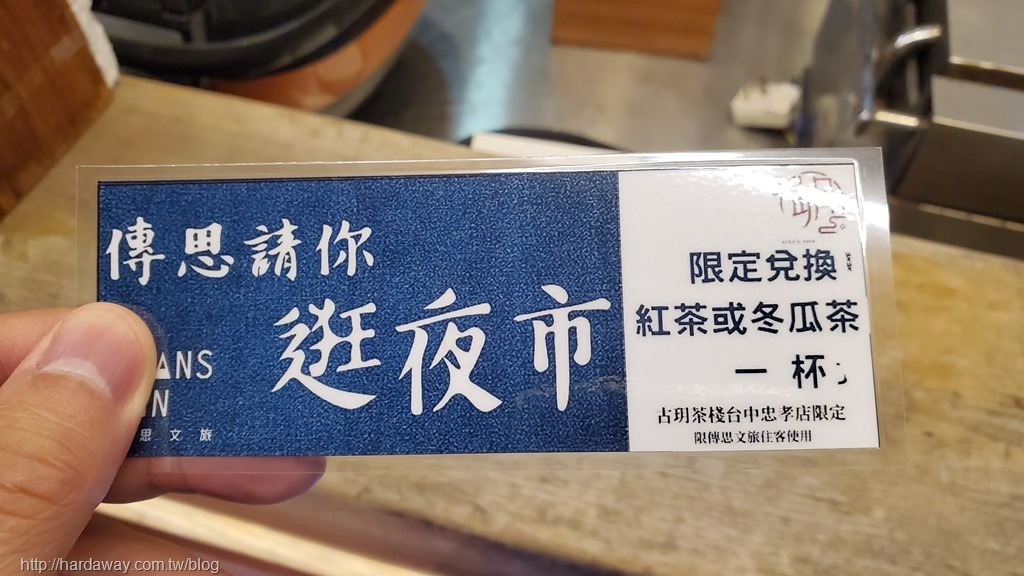 傳思請你
逛夜市
ANS
N
思文旅
限定兌換
紅茶或冬瓜茶
一杯
古玥茶棧台中忠孝店限定
限傳思文旅住客使用
http://hardaway.com.tw/blog